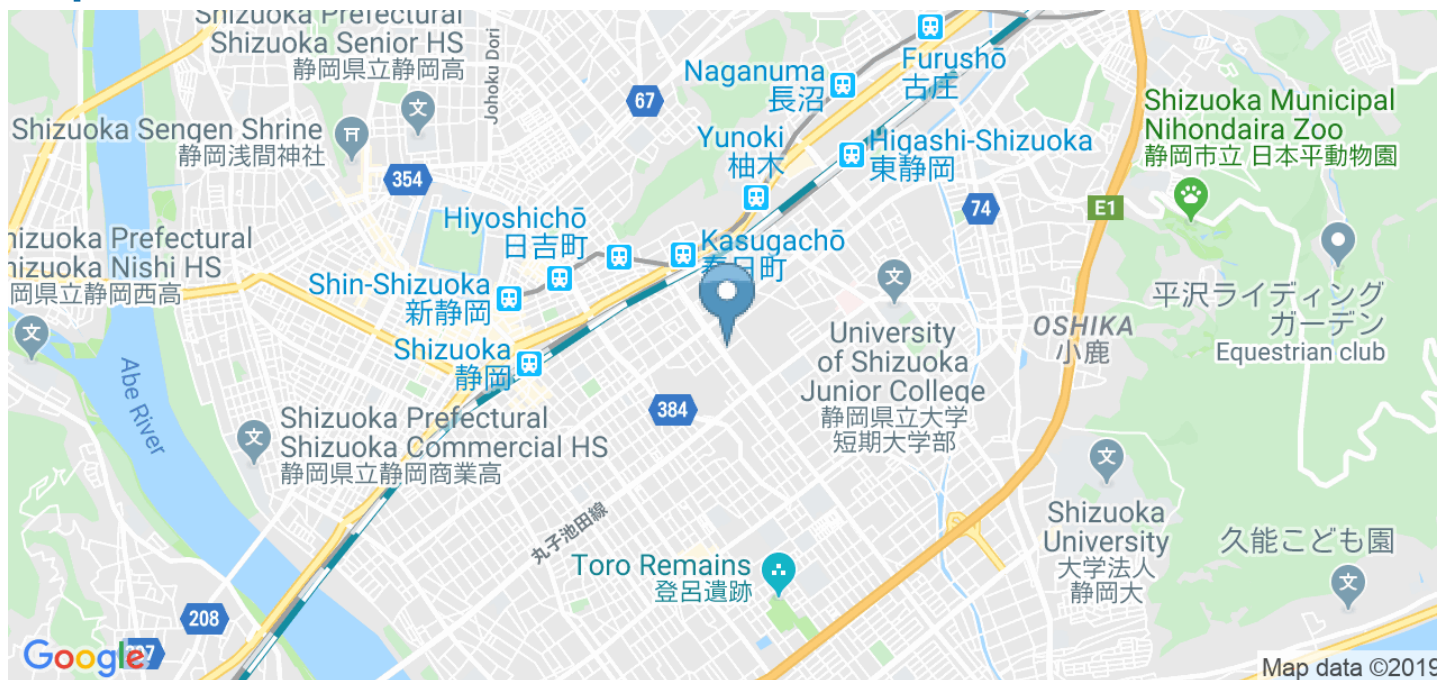 Shizuoka Prefectural
Shizuoka Senior HS
静岡県立静岡高
Johoku Dori
67
Naganuma
長沼
Furushō
古庄
Shizuoka Municipal
Nihondaira Zoo
静岡市立 日本平動物園
Shizuoka Sengen Shrine
静岡浅間神社
Yunoki
柚木
Higashi-Shizuoka
東静岡
354
74
E1
Hiyoshichō
日吉町
Kasugachō
hizuoka Prefectural
hizuoka Nishi HS
岡県立静岡西高
Shin-Shizuoka
新静岡
平沢ライディング
ガーデン
Equestrian club
University
of Shizuoka
Junior College
静岡県立大学
短期大学部
OSHIKA
小鹿
Shizuoka
静岡
Abe River
384
Shizuoka Prefectural
Shizuoka Commercial HS
静岡県立静岡商業高
文
文
文
文
文
文
丸子池田線
Shizuoka
University
大学法人
静岡大
久能こども園
Toro Remains
登呂遺跡
208
Google
Map data ©2019